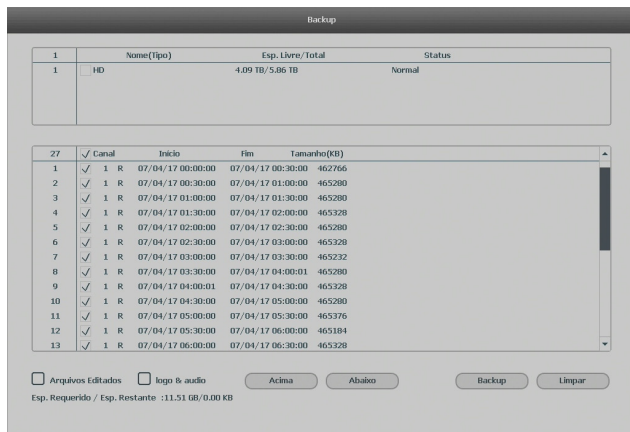 Backup
1 Nome(Tipo) Esp. Livre/Total Status
1 HD 4.09 TB/5.86 TB Normal
27 Canal Início Fim Tamanho(KB)
1 1 R 07/04/17 00:00:00 07/04/17 00:30:00 462766
2 1 R 07/04/17 00:30:00 07/04/17 01:00:00 465280
3 1 R 07/04/17 01:00:00 07/04/17 01:30:00 465280
4 1 R 07/04/17 01:30:00 07/04/17 02:00:00 465328
5 1 R 07/04/17 02:00:00 07/04/17 02:30:00 465280
6 1 R 07/04/17 02:30:00 07/04/17 03:00:00 465328
7 1 R 07/04/17 03:00:00 07/04/17 03:30:00 465232
8 1 R 07/04/17 03:30:00 07/04/17 04:00:01 465280
9 1 R 07/04/17 04:00:01 07/04/17 04:30:00 465328
10 1 R 07/04/17 04:30:00 07/04/17 05:00:00 465280
11 1 R 07/04/17 05:00:00 07/04/17 05:30:00 465376
12 1 R 07/04/17 05:30:00 07/04/17 06:00:00 465184
13 1 R 07/04/17 06:00:00 07/04/17 06:30:00 465328
Arquivos Editados logo & audio Acima Abaixo Backup Limpar
Esp. Requerido / Esp. Restante :11.51 GB/0.00 KB